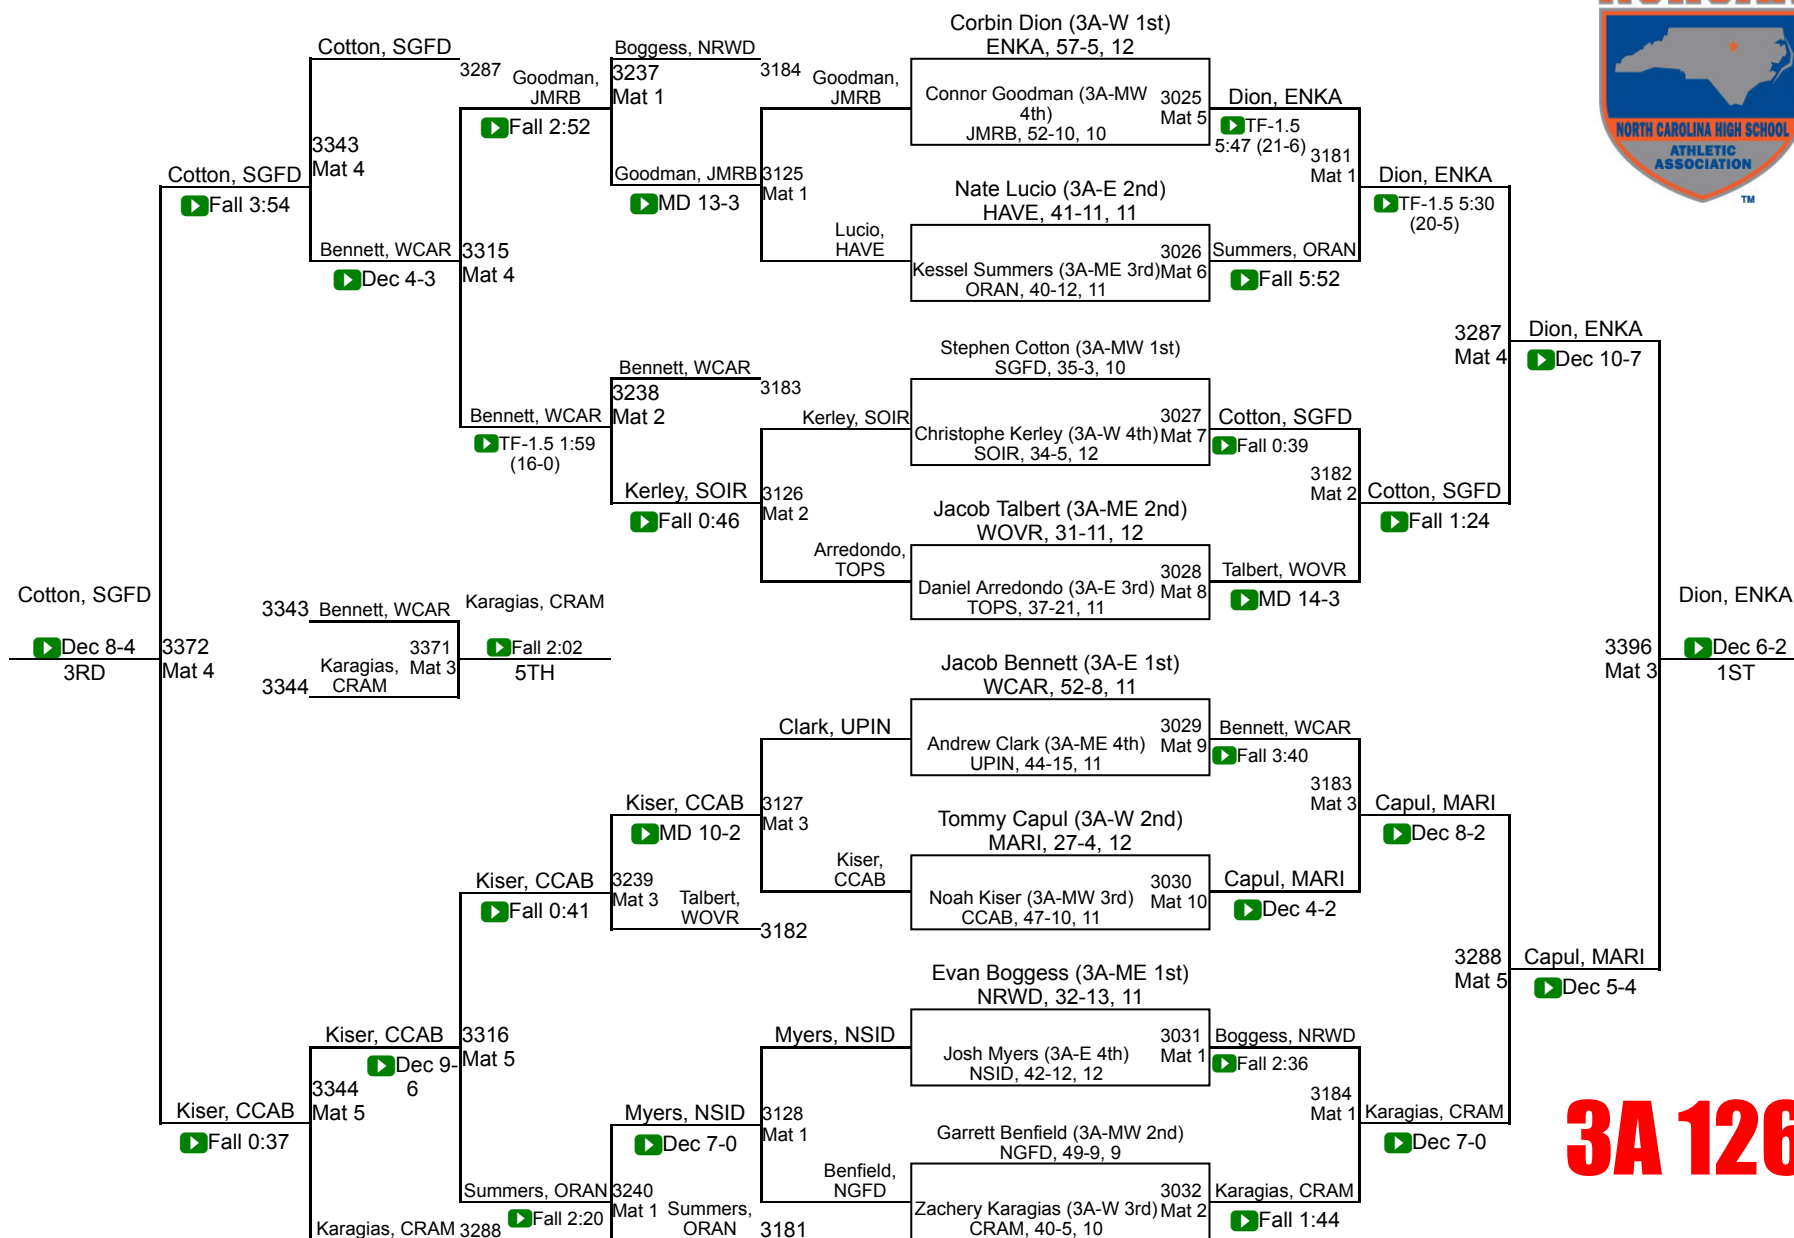 Cotton, SGFD
3287
3343
Mat 4
Cotton, SGFD
Fall 3:54
Bennett, WCAR
Dec 4-3
3315
Mat 4
Goodman,
JMRB
Fall 2:52
Boggess, NRWD
3237
Mat 1
3184
Goodman, JMRB
MD 13-3
3125
Mat 1
Goodman,
JMRB
Lucio,
HAVE
Bennett, WCAR
3238
Mat 2
3183
Bennett, WCAR
TF-1.5 1:59
(16-0)
Kerley, SOIR
Fall 0:46
3126
Mat 2
Kerley, SOIR
Arredondo,
TOPS
Cotton, SGFD
Dec 8-4
3RD
3372
Mat 4
3343
Bennett, WCAR
3344
Karagias,
CRAM
3371
Mat 3
Karagias, CRAM
Fall 2:02
5TH
Clark, UPIN
Kiser, CCAB
MD 10-2
3127
Mat 3
Kiser,
CCAB
Kiser, CCAB
Fall 0:41
3239
Mat 3
Talbert,
WOVR
3182
Kiser, CCAB
Dec 9-
6
3316
Mat 5
3344
Mat 5
Kiser, CCAB
Fall 0:37
Myers, NSID
Myers, NSID
Dec 7-0
3128
Mat 1
Benfield,
NGFD
Summers, ORAN
Fall 2:20
3240
Mat 1
Summers,
ORAN
3181
Karagias, CRAM
3288
Corbin Dion (3A-W 1st)
ENKA, 57-5, 12
Connor Goodman (3A-MW
4th)
JMRB, 52-10, 10
3025
Mat 5
Nate Lucio (3A-E 2nd)
HAVE, 41-11, 11
Kessel Summers (3A-ME 3rd)
ORAN, 40-12, 11
3026
Mat 6
Stephen Cotton (3A-MW 1st)
SGFD, 35-3, 10
Christophe Kerley (3A-W 4th)
SOIR, 34-5, 12
3027
Mat 7
Jacob Talbert (3A-ME 2nd)
WOVR, 31-11, 12
Daniel Arredondo (3A-E 3rd)
TOPS, 37-21, 11
3028
Mat 8
Jacob Bennett (3A-E 1st)
WCAR, 52-8, 11
Andrew Clark (3A-ME 4th)
UPIN, 44-15, 11
3029
Mat 9
Tommy Capul (3A-W 2nd)
MARI, 27-4, 12
Noah Kiser (3A-MW 3rd)
CCAB, 47-10, 11
3030
Mat 10
Evan Boggess (3A-ME 1st)
NRWD, 32-13, 11
Josh Myers (3A-E 4th)
NSID, 42-12, 12
3031
Mat 1
Garrett Benfield (3A-MW 2nd)
NGFD, 49-9, 9
Zachery Karagias (3A-W 3rd)
CRAM, 40-5, 10
3032
Mat 2
Dion, ENKA
TF-1.5
5:47 (21-6)
3181
Mat 1
Summers, ORAN
Fall 5:52
Dion, ENKA
TF-1.5 5:30
(20-5)
Cotton, SGFD
Fall 0:39
3182
Mat 2
Talbert, WOVR
MD 14-3
Cotton, SGFD
Fall 1:24
3287
Mat 4
Dion, ENKA
Dec 10-7
Bennett, WCAR
Fall 3:40
3183
Mat 3
Capul, MARI
Dec 4-2
Capul, MARI
Dec 8-2
Boggess, NRWD
Fall 2:36
3184
Mat 1
Karagias, CRAM
Fall 1:44
Karagias, CRAM
Dec 7-0
3288
Mat 5
Capul, MARI
Dec 5-4
3396
Mat 3
Dion, ENKA
Dec 6-2
1ST
NORTH CAROLINA HIGH SCHOOL
ATHLETIC
ASSOCIATION
TM
3A 126